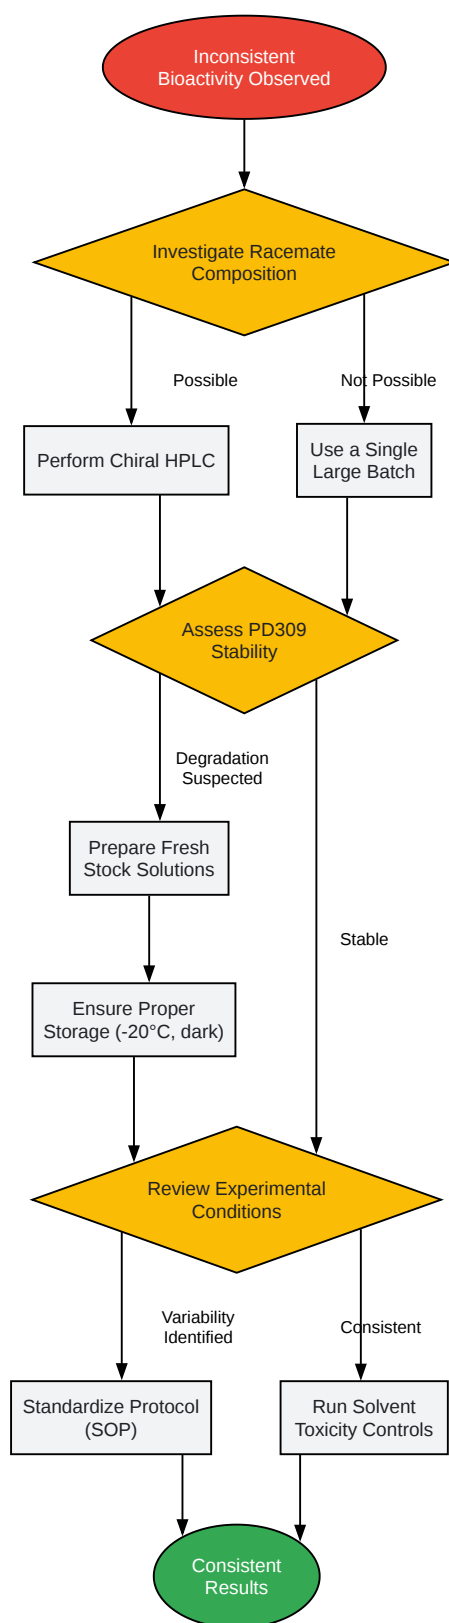 Inconsistent
Bioactivity Observed
Investigate Racemate
Composition
Possible
Not Possible
Perform Chiral HPLC
Use a Single
Large Batch
Assess PD309
Stability
Degradation
Suspected
Prepare Fresh
Stock Solutions
Stable
Ensure Proper
Storage (-20°C, dark)
Review Experimental
Conditions
Variability
Identified
Consistent
Standardize Protocol
(SOP)
Run Solvent
Toxicity Controls
Consistent
Results